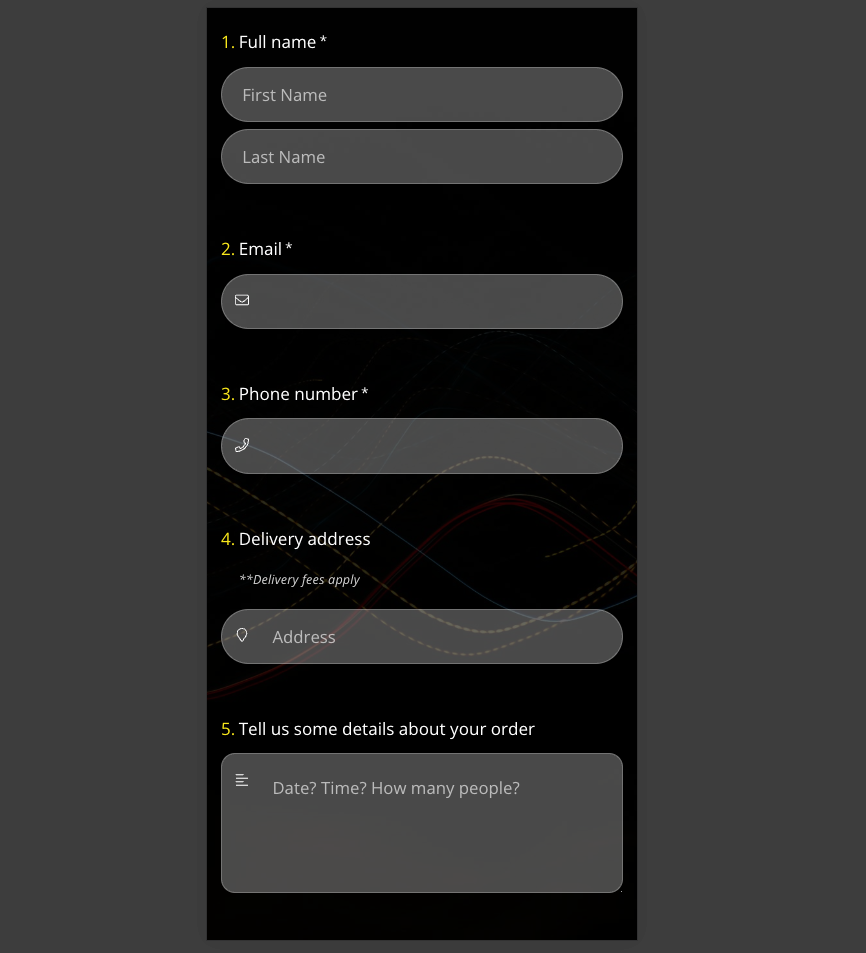 1. Full name *
First Name
Last Name
2. Email *
3. Phone number *
4. Delivery address
**Delivery fees apply
Address
5. Tell us some details about your order
Date? Time? How many people?